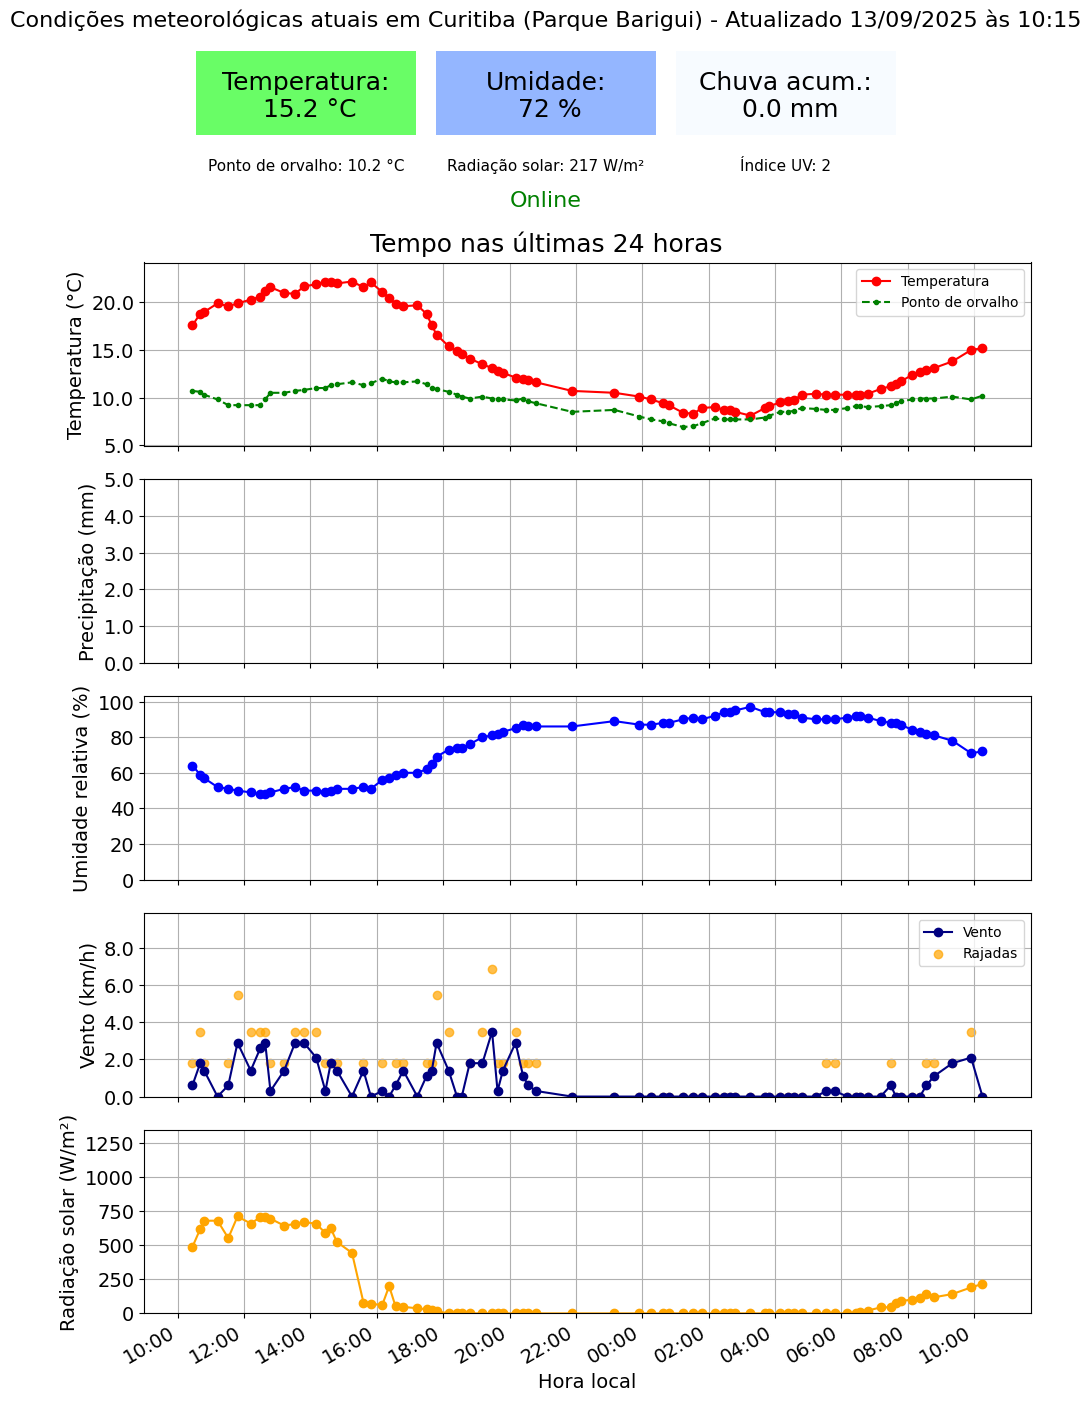 Condições meteorológicas atuais em Curitiba (Parque Barigui) - Atualizado 13/09/2025 às 10:15
Temperatura:
15.2 °C
Umidade:
72 %
Chuva acum.:
0.0 mm
Ponto de orvalho: 10.2 °C
Radiação solar: 217 W/m²
Índice UV: 2
Online
Tempo nas últimas 24 horas
Temperatura (°C)
20.0
15.0
10.0
5.0
Temperatura
Ponto de orvalho
Precipitação (mm)
5.0
4.0
3.0
2.0
1.0
0.0
Umidade relativa (%)
100
80
60
40
20
0
Vento (km/h)
8.0
6.0
4.0
2.0
0.0
Vento
Rajadas
Radiação solar (W/m²)
1250
1000
750
500
250
0
10:00
12:00
14:00
16:00
18:00
20:00
22:00
00:00
02:00
04:00
06:00
08:00
10:00
Hora local